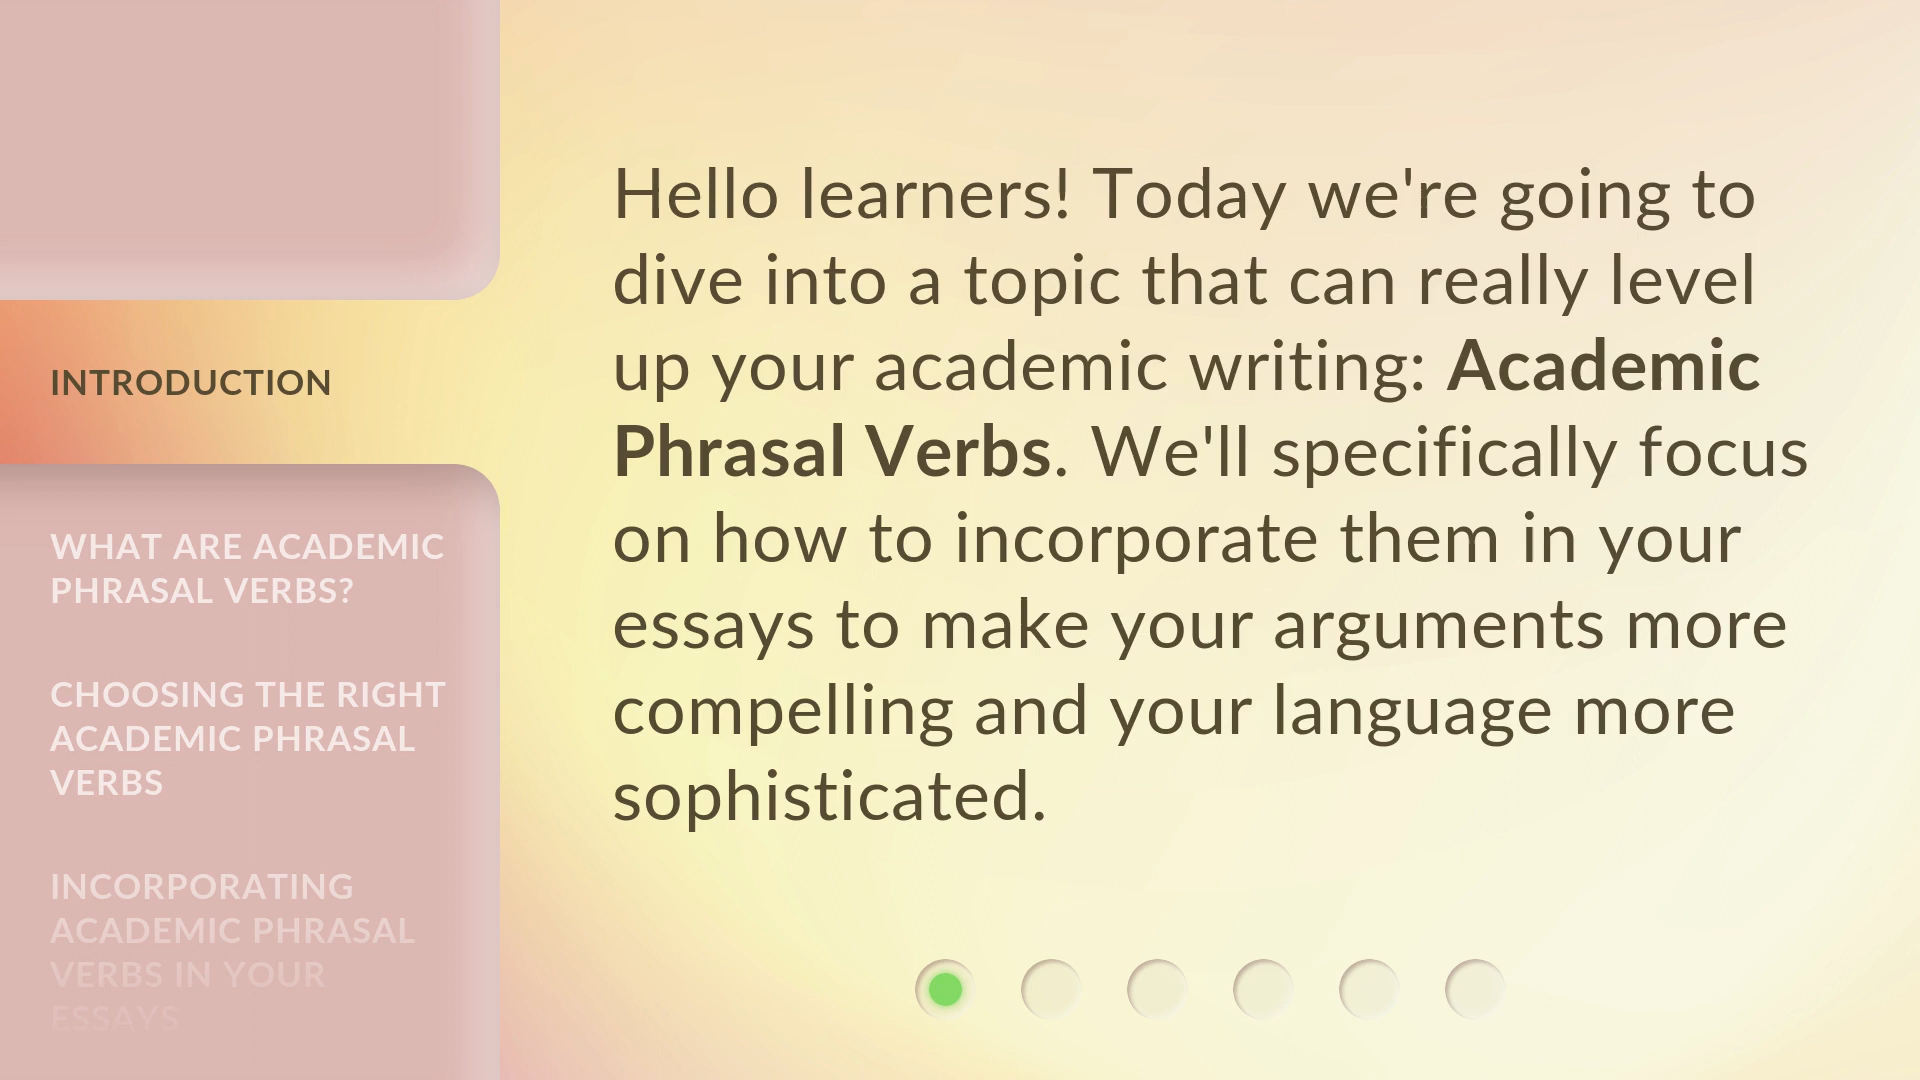 INTRODUCTION
WHAT ARE ACADEMIC
PHRASAL VERBS?
CHOOSING THE RIGHT
ACADEMIC PHRASAL
VERBS
INCORPORATING
ACADEMIC PHRASAL
VERBS IN YOUR
ESSAYS
Hello learners! Today we're going to
dive into a topic that can really level
up your academic writing: Academic
Phrasal Verbs. We'll specifically focus
on how to incorporate them in your
essays to make your arguments more
compelling and your language more
sophisticated.